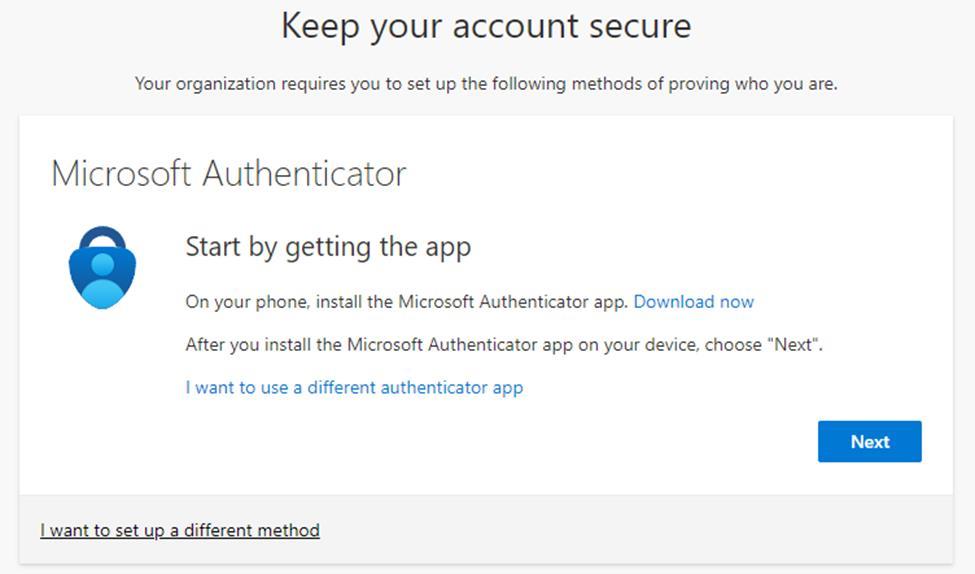 Keep your account secure
Your organization requires you to set up the following methods of proving who you are.
Microsoft Authenticator
Start by getting the app
On your phone, install the Microsoft Authenticator app. Download now
After you install the Microsoft Authenticator app on your device, choose "Next".
I want to use a different authenticator app
Next
I want to set up a different method